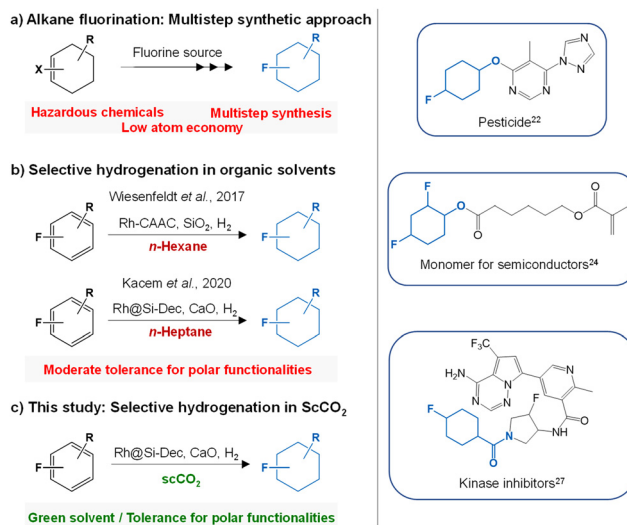 a) Alkane fluorination: Multistep synthetic approach
R
Fluorine source
R
X
F
Hazardous chemicals
Multistep synthesis
Low atom economy
b) Selective hydrogenation in organic solvents
Wiesenfeldt et al., 2017
R
Rh-CAAC, SiO2, H2
R
F
n-Hexane
F
Kacem et al., 2020
R
Rh@Si-Dec, CaO, H2
R
F
n-Heptane
F
Moderate tolerance for polar functionalities
c) This study: Selective hydrogenation in ScCO2
R
Rh@Si-Dec, CaO, H2
R
F
scCO2
F
Green solvent / Tolerance for polar functionalities
N
O
N
N
F
N
N
Pesticide22
F
O
O
O
F
O
Monomer for semiconductors24
F3C
N
H2N
N
N
N
F
F
O
N
NH
O
Kinase inhibitors27